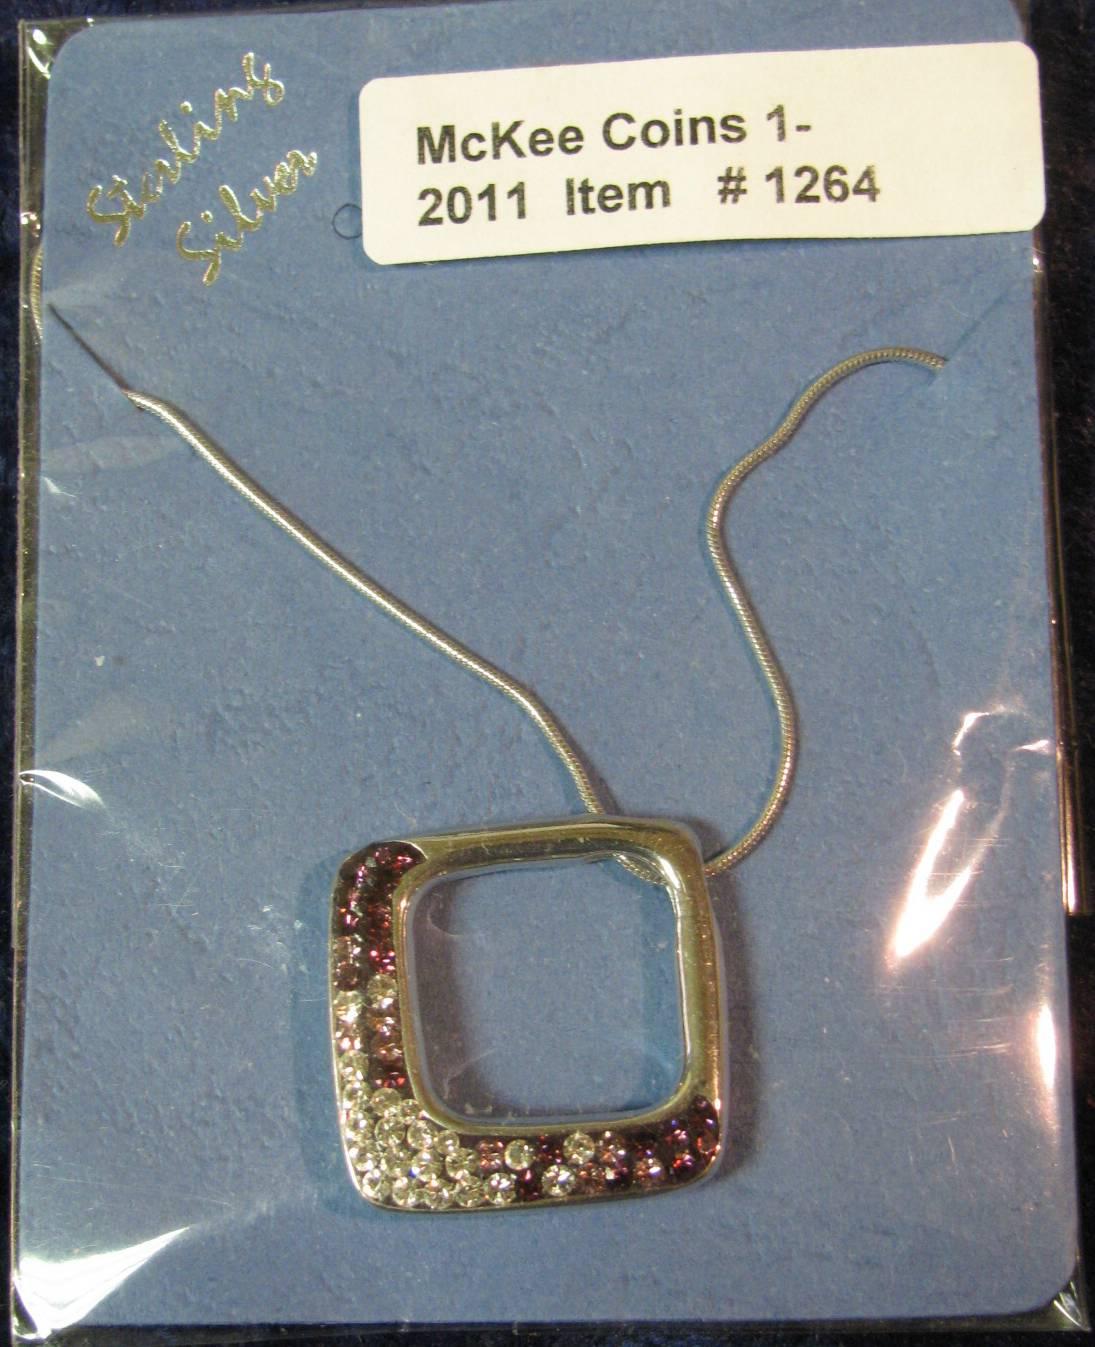 Sterling
Silver
McKee Coins 1-
2011 Item # 1264